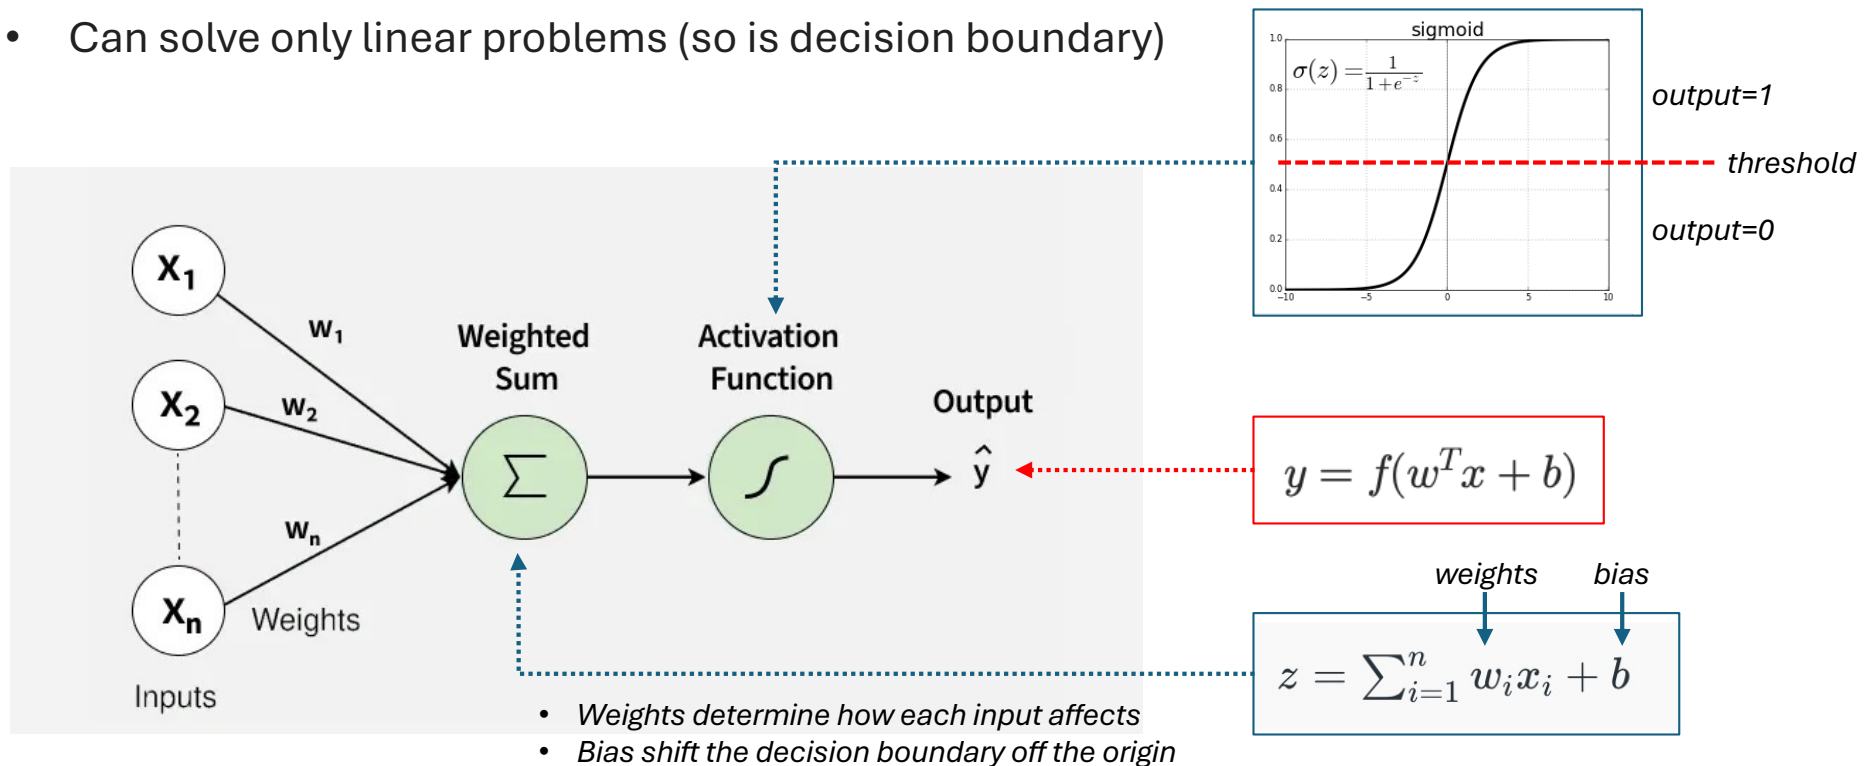 • Can solve only linear problems (so is decision boundary)
sigmoid
σ(z) = 1/(1+e^{-z})
1.0
0.8
0.6
0.4
0.2
0.0
−10 −5 0 5 10
output=1
threshold
output=0
X₁
w₁
X₂
w₂
Xₙ
wₙ
Weights
Inputs
Weighted
Sum
∑
Activation
Function
∫
Output
ŷ
y = f(wᵀx + b)
weights bias
z = ∑ⁿᵢ₌₁ wᵢxᵢ + b
• Weights determine how each input affects
• Bias shift the decision boundary off the origin